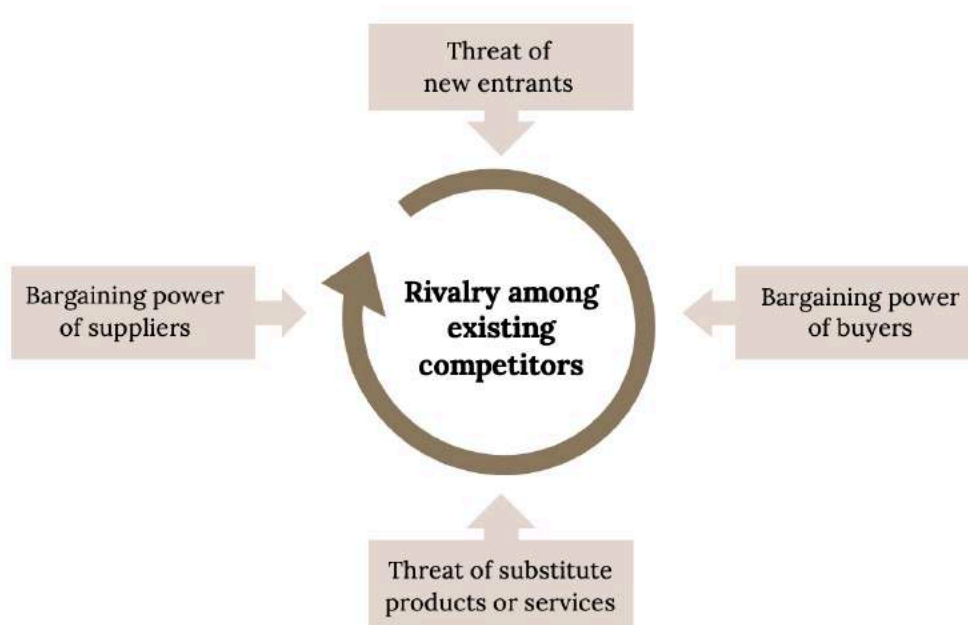 Threat of
new entrants
Bargaining power
of suppliers
Rivalry among
existing
competitors
Bargaining power
of buyers
Threat of substitute
products or services